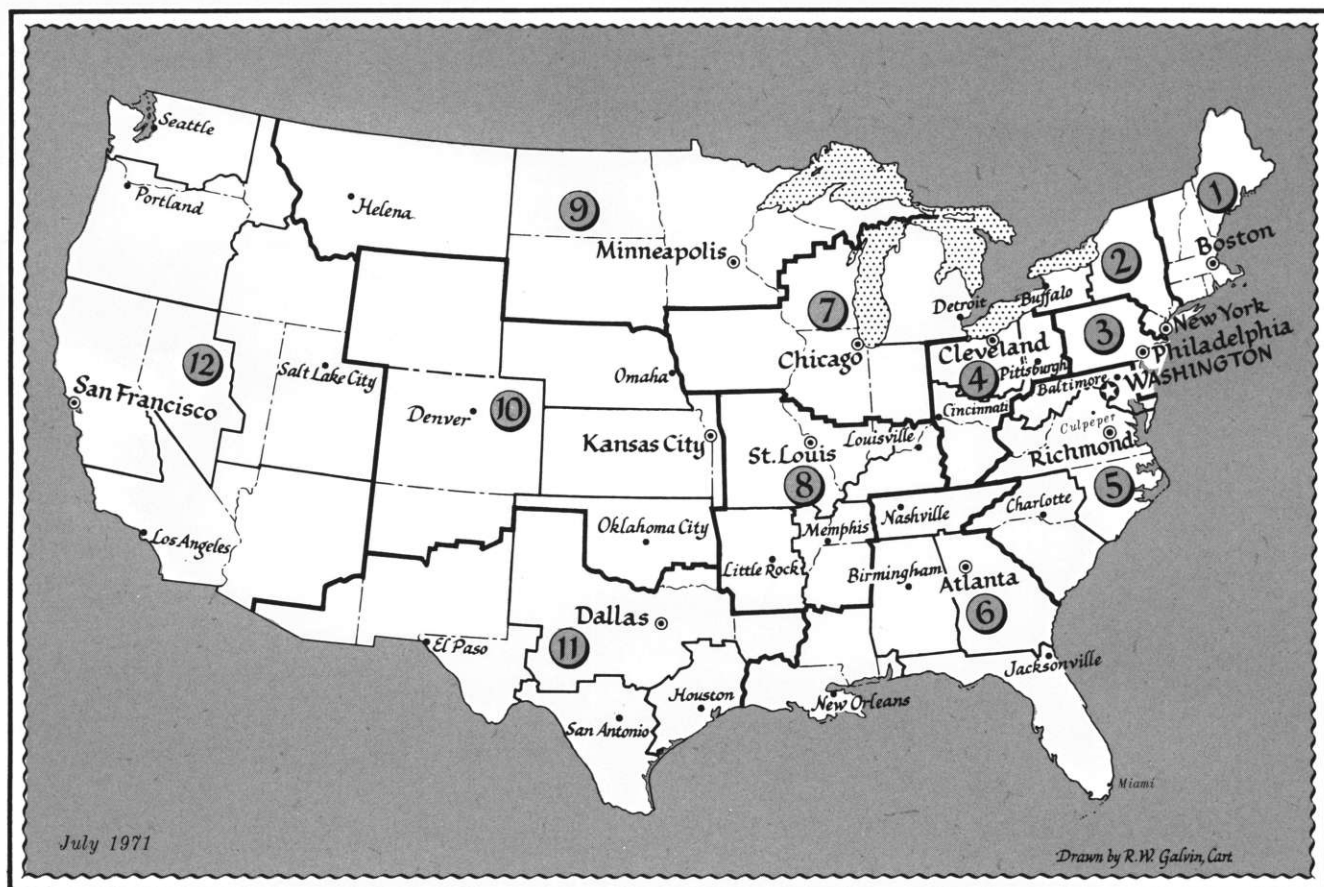 Seattle
Portland
Helena
9
Minneapolis
1
Boston
2
Buffalo
Detroit
7
Chicago
New York
3
Philadelphia
Cleveland
Pittsburgh
4
WASHINGTON
Baltimore
Cincinnati
12
Salt Lake City
San Francisco
Omaha
Denver
10
Kansas City
St. Louis
Louisville
8
Culpeper
Richmond
5
Los Angeles
Oklahoma City
Memphis
Nashville
Charlotte
Little Rock
Birmingham
Atlanta
6
Dallas
11
El Paso
Houston
San Antonio
New Orleans
Jacksonville
Miami
July 1971
Drawn by R.W. Galvin, Cart